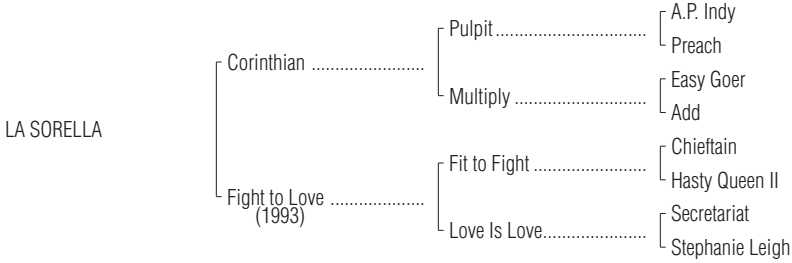 A.P. Indy
Pulpit..............................
Preach
Corinthian .......................
Easy Goer
Multiply ...........................
Add
LA SORELLA
Chieftain
Fit to Fight .......................
Hasty Queen II
Fight to Love ...................
(1993)
Secretariat
Love Is Love.....................
Stephanie Leigh